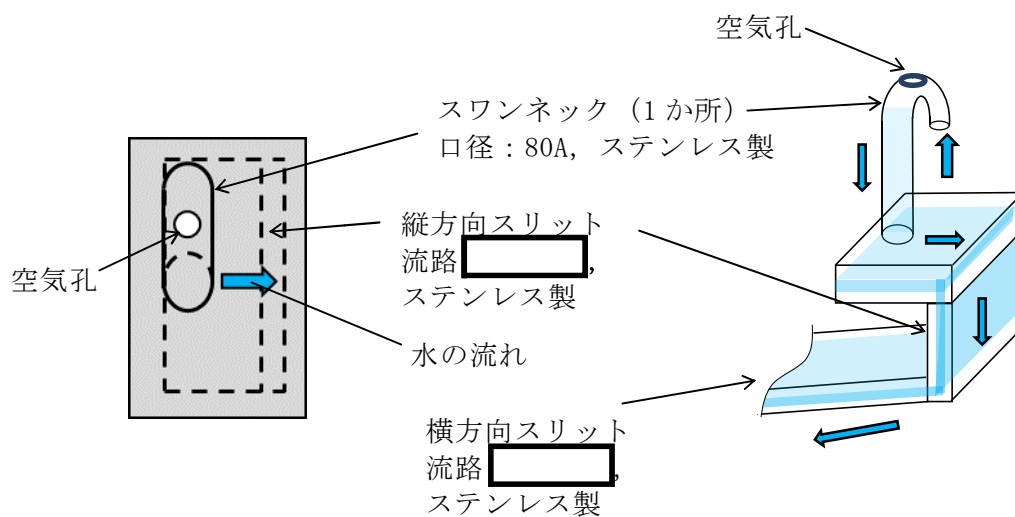 空気孔
スワンネック（1か所）
口径：80A，ステンレス製
縦方向スリット
流路　　　，
ステンレス製
空気孔
水の流れ
横方向スリット
流路　　　，
ステンレス製